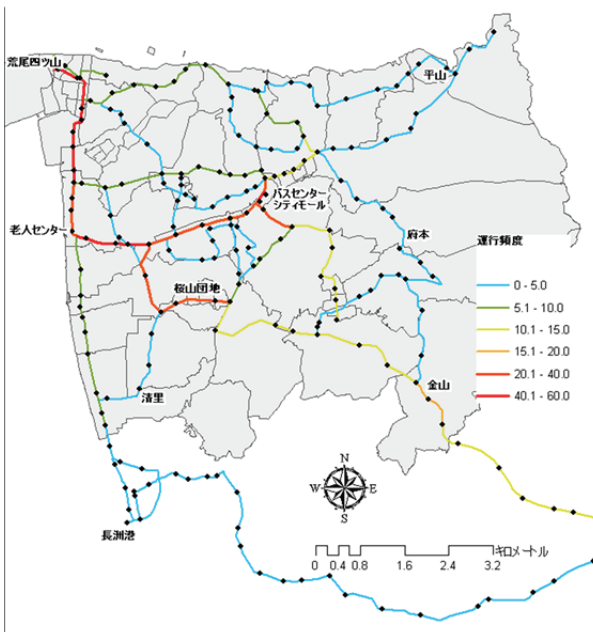 荒尾四ツ山
平山
バスセンター
シティモール
老人センター
府本
運行頻度
0 - 5.0
5.1 - 10.0
10.1 - 15.0
15.1 - 20.0
20.1 - 40.0
40.1 - 60.0
桜山団地
金山
清里
N
W E
S
長洲港
キロメートル
0 0.4 0.8 1.6 2.4 3.2